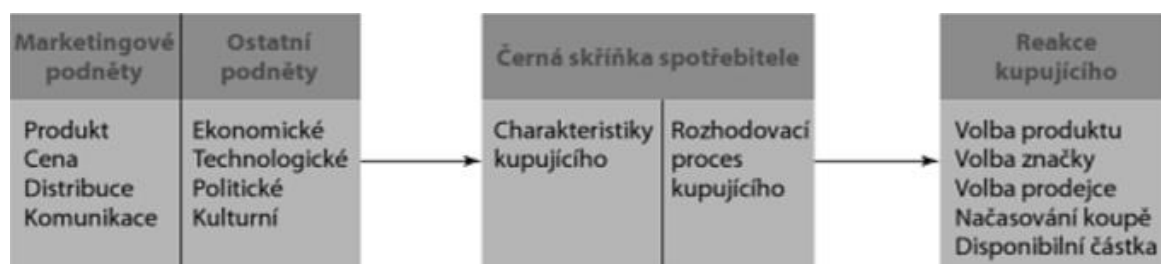 Marketingové
podněty
Ostatní
podněty
Černá skříňka spotřebitele
Reakce
kupujícího
Produkt
Cena
Distribuce
Komunikace
Ekonomické
Technologické
Politické
Kulturní
Charakteristiky
kupujícího
Rozhodovací
proces
kupujícího
Volba produktu
Volba značky
Volba prodejce
Načasování koupě
Disponibilní částka